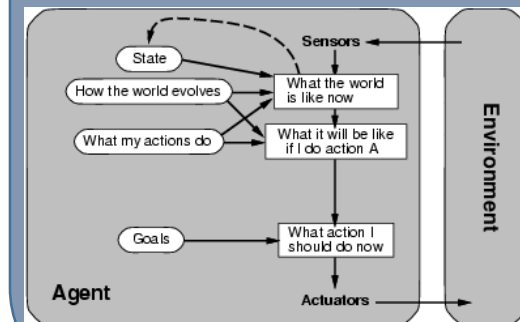 Sensors
State
How the world evolves
What the world
is like now
What my actions do
What it will be like
if I do action A
Goals
What action I
should do now
Agent
Actuators
Environment